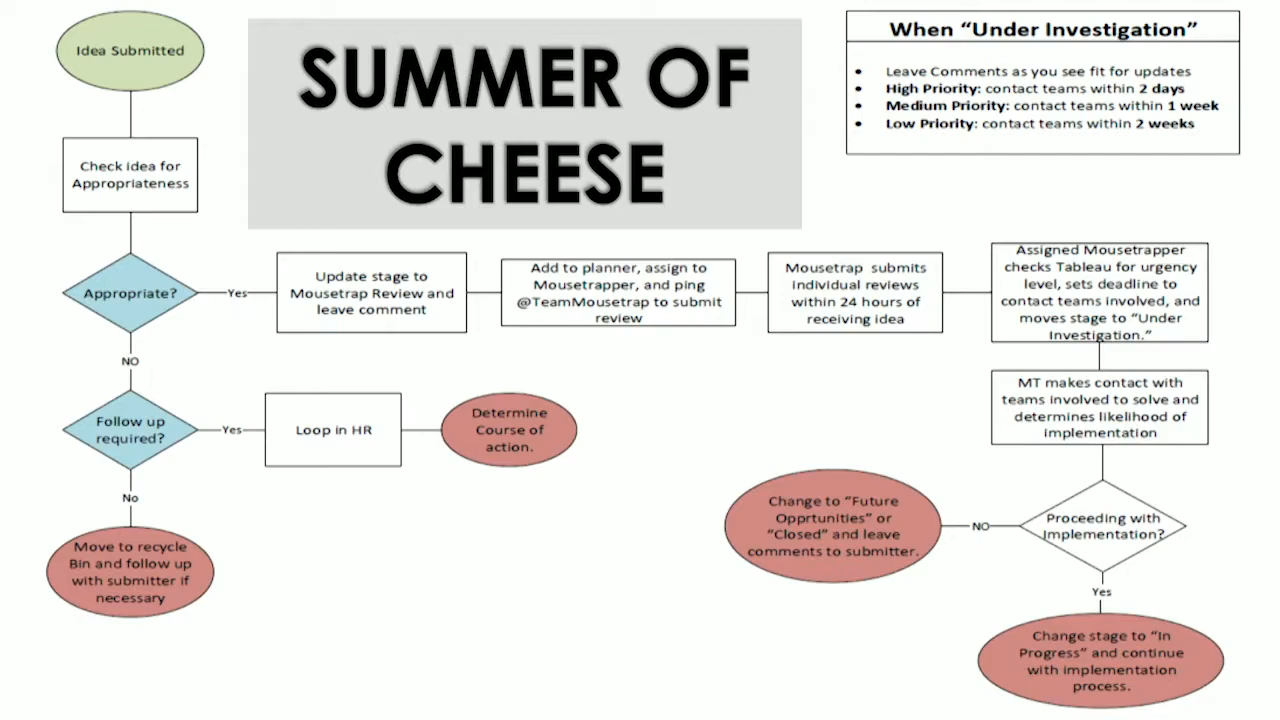 Idea Submitted
SUMMER OF
CHEESE
When “Under Investigation”
• Leave Comments as you see fit for updates
• High Priority: contact teams within 2 days
• Medium Priority: contact teams within 1 week
• Low Priority: contact teams within 2 weeks
Check idea for
Appropriateness
Appropriate?
Yes
Update stage to
Mousetrap Review and
leave comment
Add to planner, assign to
Mousetrapper, and ping
@TeamMousetrap to submit
review
Mousetrap submits
individual reviews
within 24 hours of
receiving idea
Assigned Mousetrapper
checks Tableau for urgency
level, sets deadline to
contact teams involved, and
moves stage to “Under
Investigation.”
NO
Follow up
required?
Yes
Loop in HR
Determine
Course of
action.
MT makes contact with
teams involved to solve and
determines likelihood of
implementation
No
Move to recycle
Bin and follow up
with submitter if
necessary
Change to “Future
Opprtunities” or
“Closed” and leave
comments to submitter.
NO
Proceeding with
Implementation?
Yes
Change stage to “In
Progress” and continue
with implementation
process.